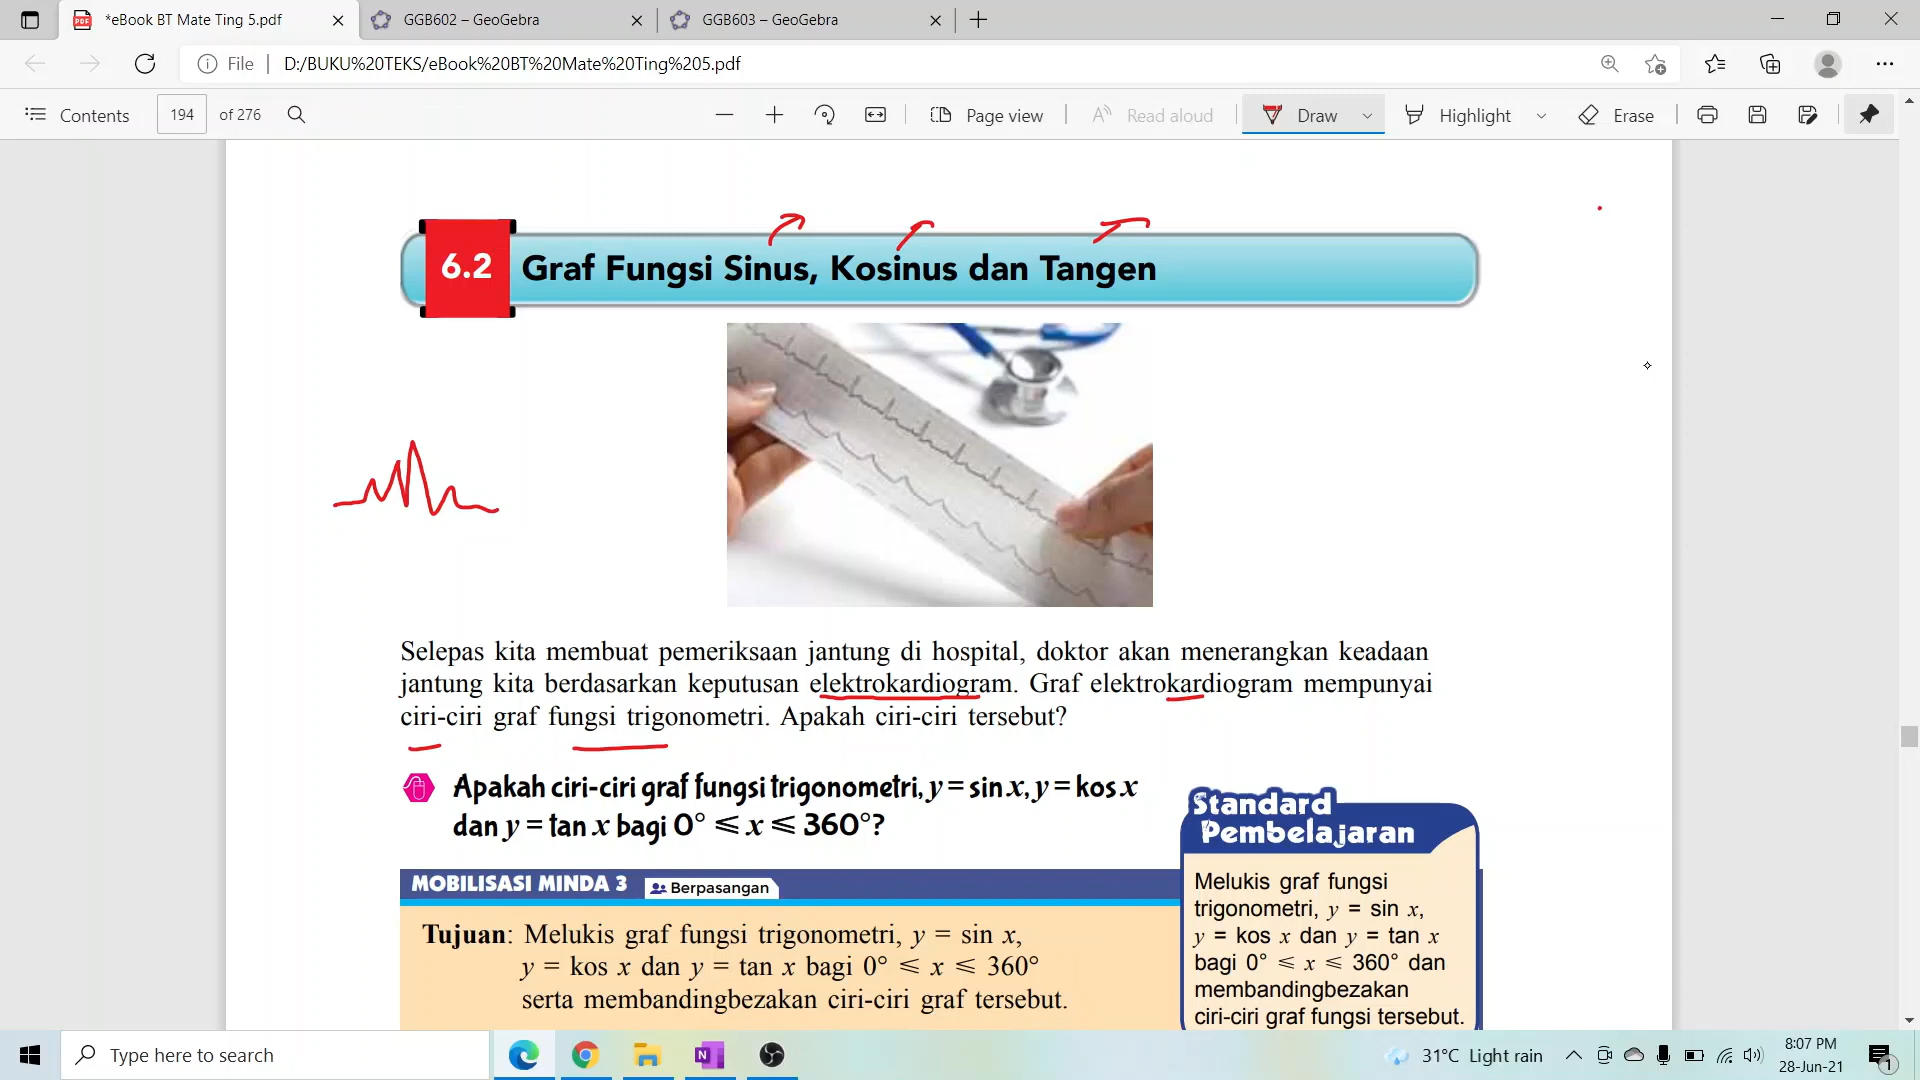 *eBook BT Mate Ting 5.pdf
GGB602 – GeoGebra
GGB603 – GeoGebra
File
D:/BUKU%20TEKS/eBook%20BT%20Mate%20Ting%205.pdf
Contents
194
of 276
Page view
Read aloud
Draw
Highlight
Erase
6.2
Graf Fungsi Sinus, Kosinus dan Tangen
Selepas kita membuat pemeriksaan jantung di hospital, doktor akan menerangkan keadaan
jantung kita berdasarkan keputusan elektrokardiogram. Graf elektrokardiogram mempunyai
ciri-ciri graf fungsi trigonometri. Apakah ciri-ciri tersebut?
Apakah ciri-ciri graf fungsi trigonometri, y = sin x, y = kos x
dan y = tan x bagi 0° ⩽ x ⩽ 360°?
MOBILISASI MINDA 3
Berpasangan
Tujuan: Melukis graf fungsi trigonometri, y = sin x,
y = kos x dan y = tan x bagi 0° ⩽ x ⩽ 360°
serta membandingbezakan ciri-ciri graf tersebut.
Standard
Pembelajaran
Melukis graf fungsi
trigonometri, y = sin x,
y = kos x dan y = tan x
bagi 0° ⩽ x ⩽ 360° dan
membandingbezakan
ciri-ciri graf fungsi tersebut.
Type here to search
31°C Light rain
8:07 PM
28-Jun-21
1